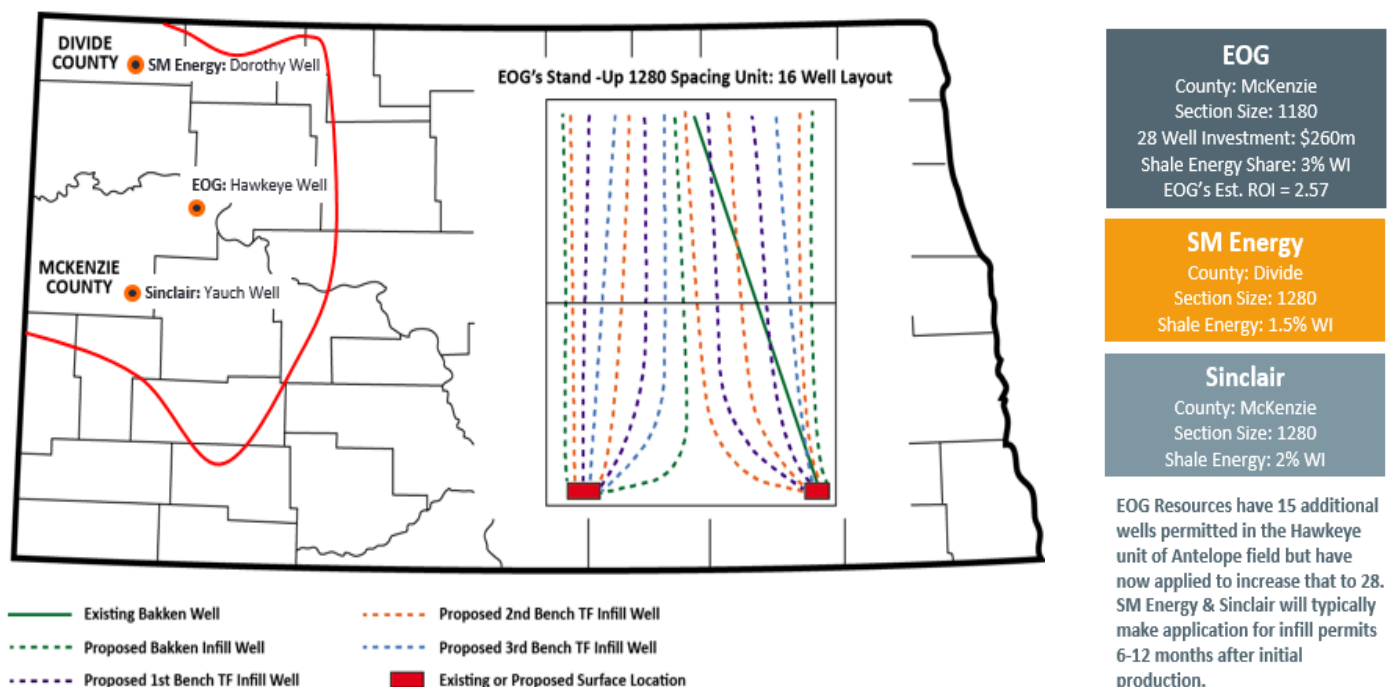 DIVIDE
COUNTY
SM Energy: Dorothy Well
EOG: Hawkeye Well
MCKENZIE
COUNTY
Sinclair: Yauch Well
EOG's Stand -Up 1280 Spacing Unit: 16 Well Layout
Existing Bakken Well
Proposed Bakken Infill Well
Proposed 1st Bench TF Infill Well
Proposed 2nd Bench TF Infill Well
Proposed 3rd Bench TF Infill Well
Existing or Proposed Surface Location
EOG
County: McKenzie
Section Size: 1180
28 Well Investment: $260m
Shale Energy Share: 3% WI
EOG's Est. ROI = 2.57
SM Energy
County: Divide
Section Size: 1280
Shale Energy: 1.5% WI
Sinclair
County: McKenzie
Section Size: 1280
Shale Energy: 2% WI
EOG Resources have 15 additional
wells permitted in the Hawkeye
unit of Antelope field but have
now applied to increase that to 28.
SM Energy & Sinclair will typically
make application for infill permits
6-12 months after initial
production.